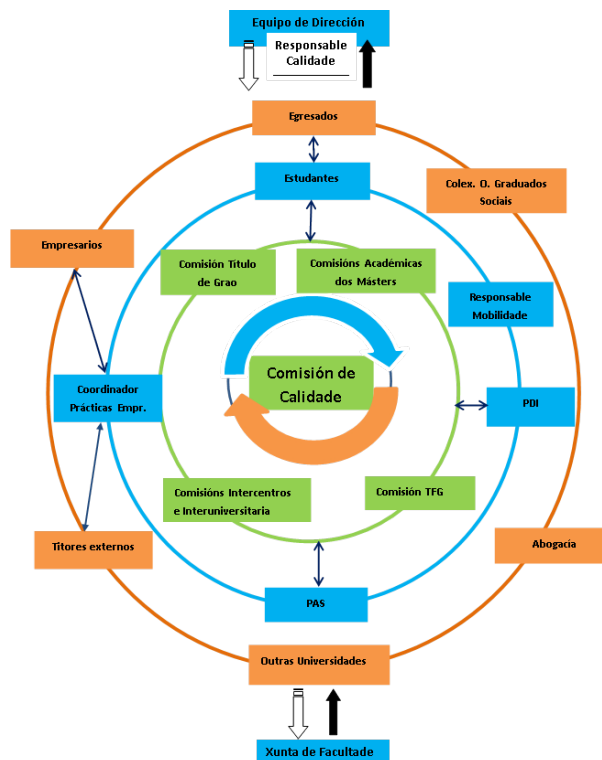 Equipo de Dirección
Responsable
Calidade
Egresados
Estudantes
Colex. O. Graduados
Sociais
Empresarios
Comisión Título
de Grao
Comisións Académicas
dos Másters
Responsable
Mobilidade
Comisión de
Calidade
Coordinador
Prácticas Empr.
PDI
Comisións Intercentros
e Interuniversitaria
Comisión TFG
Titores externos
Abogacía
PAS
Outras Universidades
Xunta de Facultade